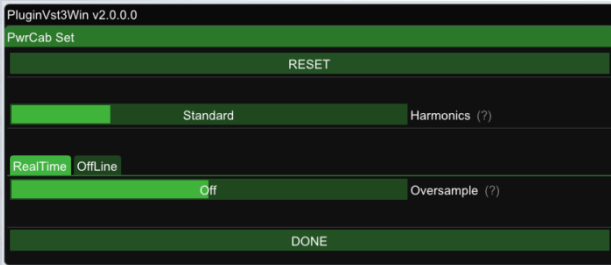 PluginVst3Win v2.0.0.0
PwrCab Set
RESET
Standard Harmonics (?)
RealTime OffLine
Off Oversample (?)
DONE